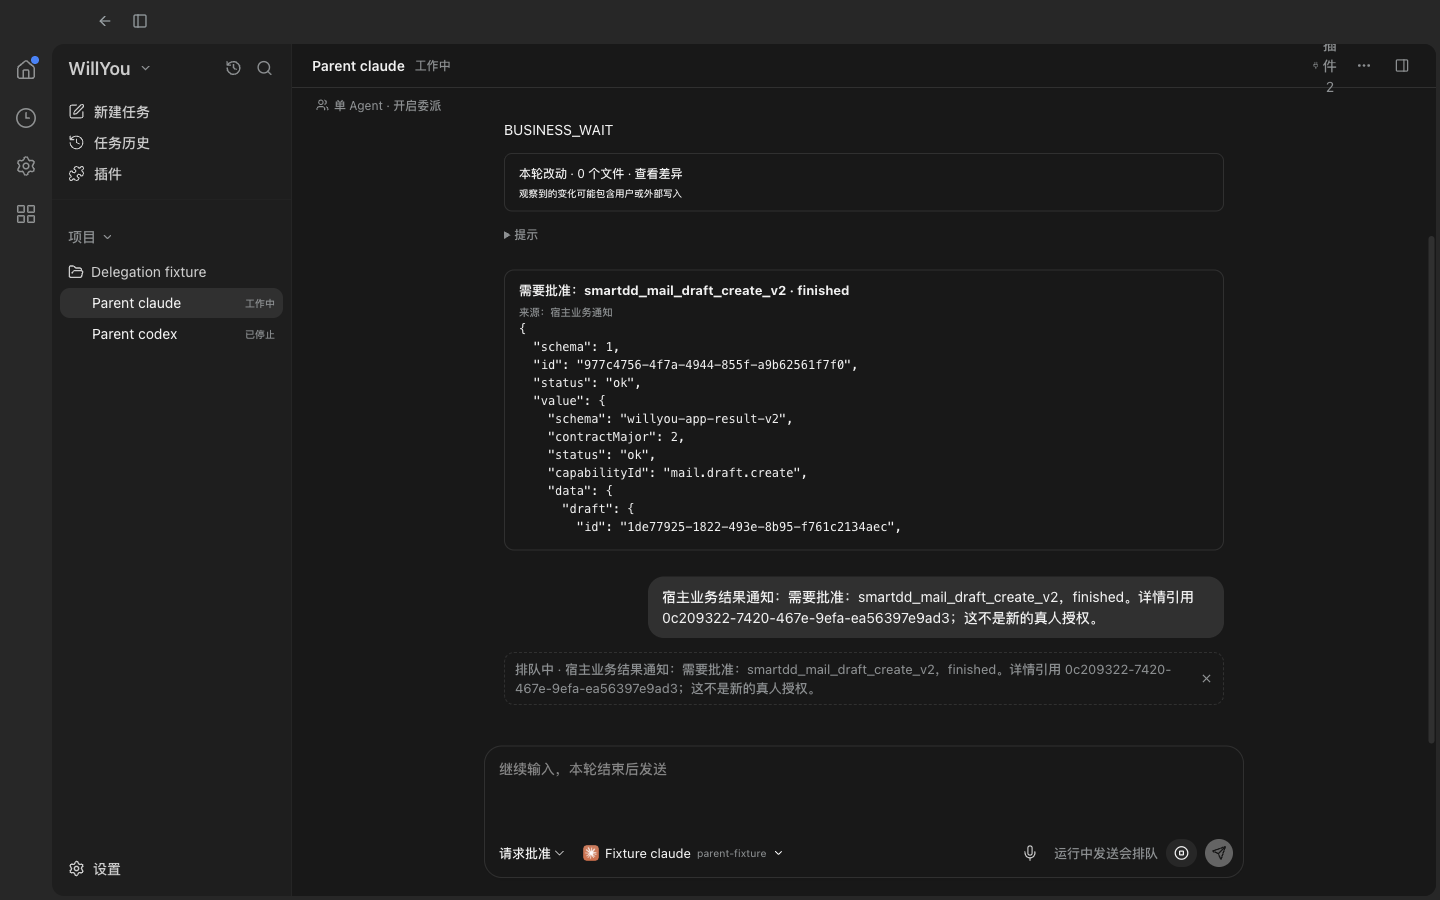 WillYou
新建任务
任务历史
插件
项目
Delegation fixture
Parent claude 工作中
Parent codex 已停止
设置
Parent claude 工作中
插
件
2
单 Agent · 开启委派
BUSINESS_WAIT
本轮改动 · 0 个文件 · 查看差异
观察到的变化可能包含用户或外部写入
提示
需要批准：smartdd_mail_draft_create_v2 · finished
来源：宿主业务通知
{
"schema": 1,
"id": "977c4756-4f7a-4944-855f-a9b62561f7f0",
"status": "ok",
"value": {
"schema": "willyou-app-result-v2",
"contractMajor": 2,
"status": "ok",
"capabilityId": "mail.draft.create",
"data": {
"draft": {
"id": "1de77925-1822-493e-8b95-f761c2134aec",
宿主业务结果通知：需要批准：smartdd_mail_draft_create_v2，finished。详情引用
0c209322-7420-467e-9efa-ea56397e9ad3；这不是新的真人授权。
排队中 · 宿主业务结果通知：需要批准：smartdd_mail_draft_create_v2，finished。详情引用 0c209322-7420-
467e-9efa-ea56397e9ad3；这不是新的真人授权。
继续输入，本轮结束后发送
请求批准 Fixture claude parent-fixture 运行中发送会排队